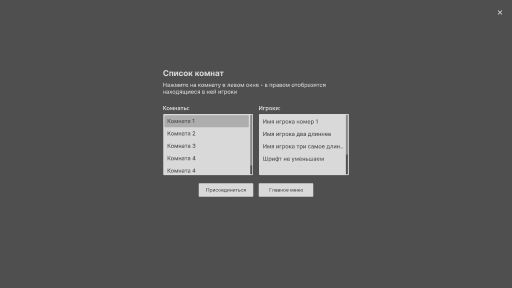 ×
Список комнат
Нажмите на комнату в левом окне - в правом отобразятся
находящиеся в ней игроки
Комнаты:
Игроки:
Комната 1
Комната 2
Комната 3
Комната 4
Комната 4
Имя игрока номер 1
Имя игрока два длиннее
Имя игрока три самое длин...
Шрифт не уменьшаем
Присоединиться
Главное меню